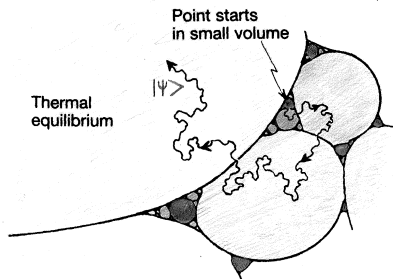 Point starts
in small volume
|Ψ>
Thermal
equilibrium